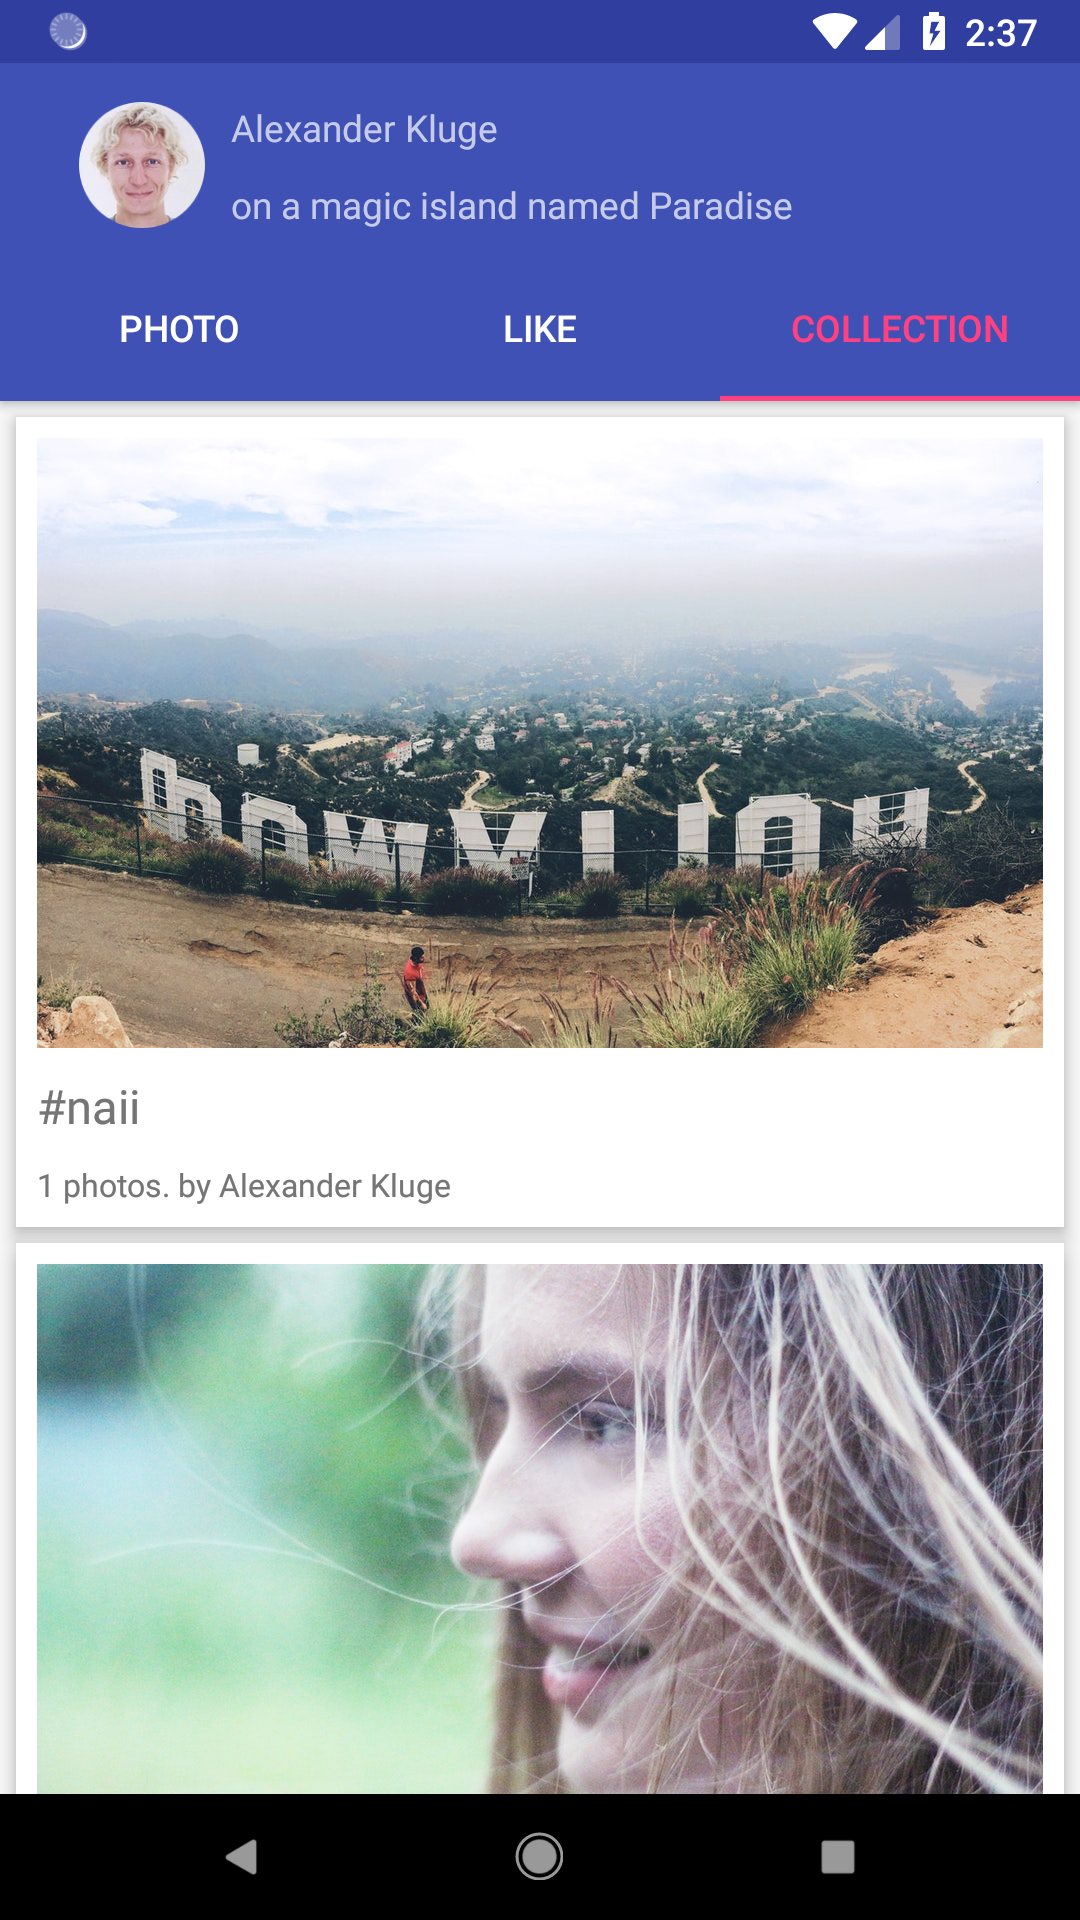 2:37
Alexander Kluge
on a magic island named Paradise
PHOTO
LIKE
COLLECTION
#naii
1 photos. by Alexander Kluge